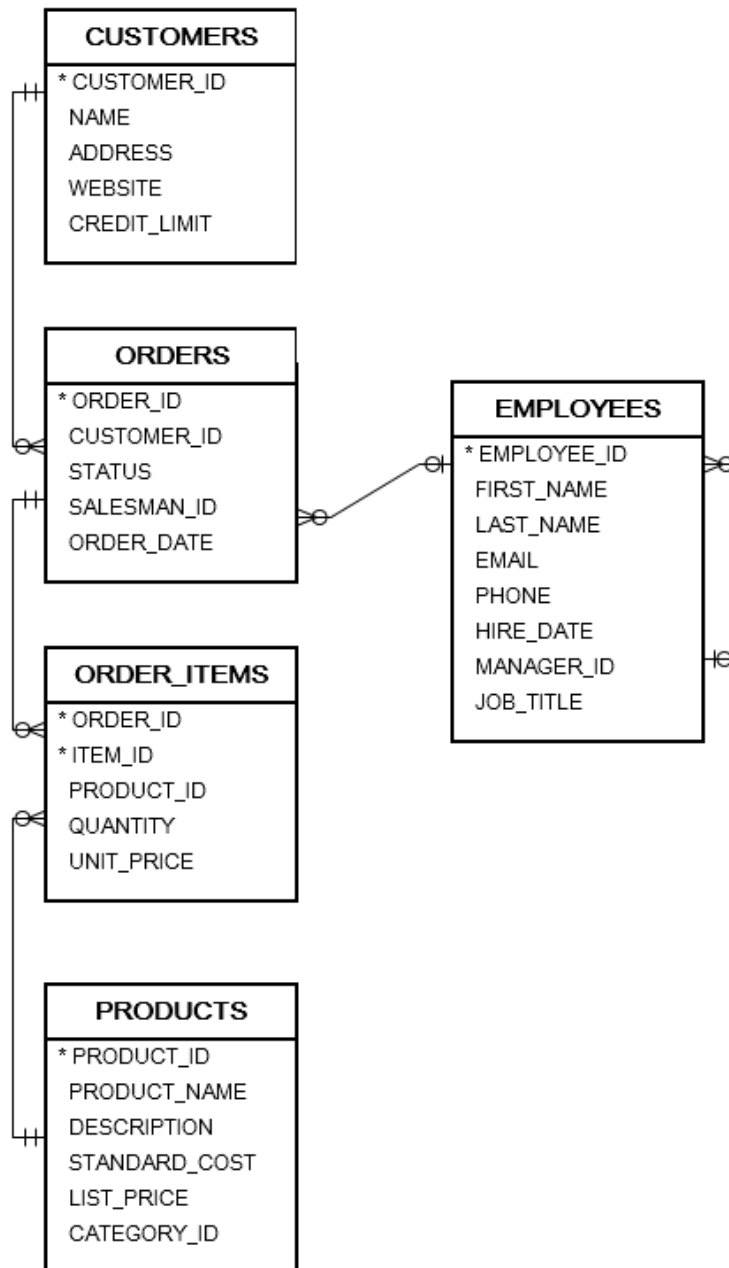 CUSTOMERS
* CUSTOMER_ID
NAME
ADDRESS
WEBSITE
CREDIT_LIMIT
ORDERS
* ORDER_ID
CUSTOMER_ID
STATUS
SALESMAN_ID
ORDER_DATE
EMPLOYEES
* EMPLOYEE_ID
FIRST_NAME
LAST_NAME
EMAIL
PHONE
HIRE_DATE
MANAGER_ID
JOB_TITLE
ORDER_ITEMS
* ORDER_ID
* ITEM_ID
PRODUCT_ID
QUANTITY
UNIT_PRICE
PRODUCTS
* PRODUCT_ID
PRODUCT_NAME
DESCRIPTION
STANDARD_COST
LIST_PRICE
CATEGORY_ID